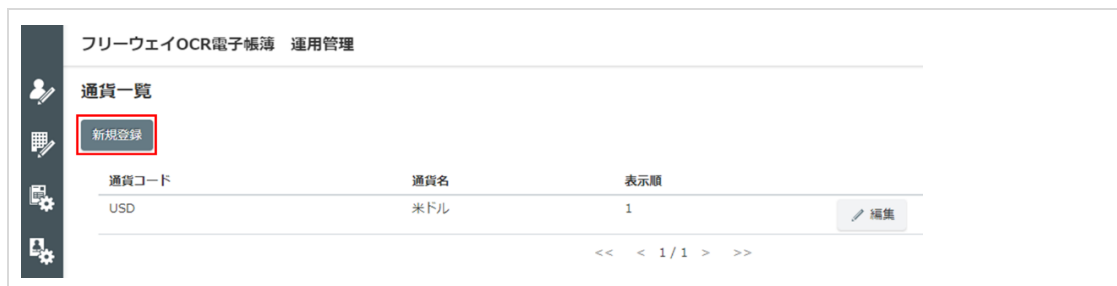 フリーウェイOCR電子帳簿 運用管理
通貨一覧
新規登録
通貨コード 通貨名 表示順
USD 米ドル 1 編集
<< < 1 / 1 > >>